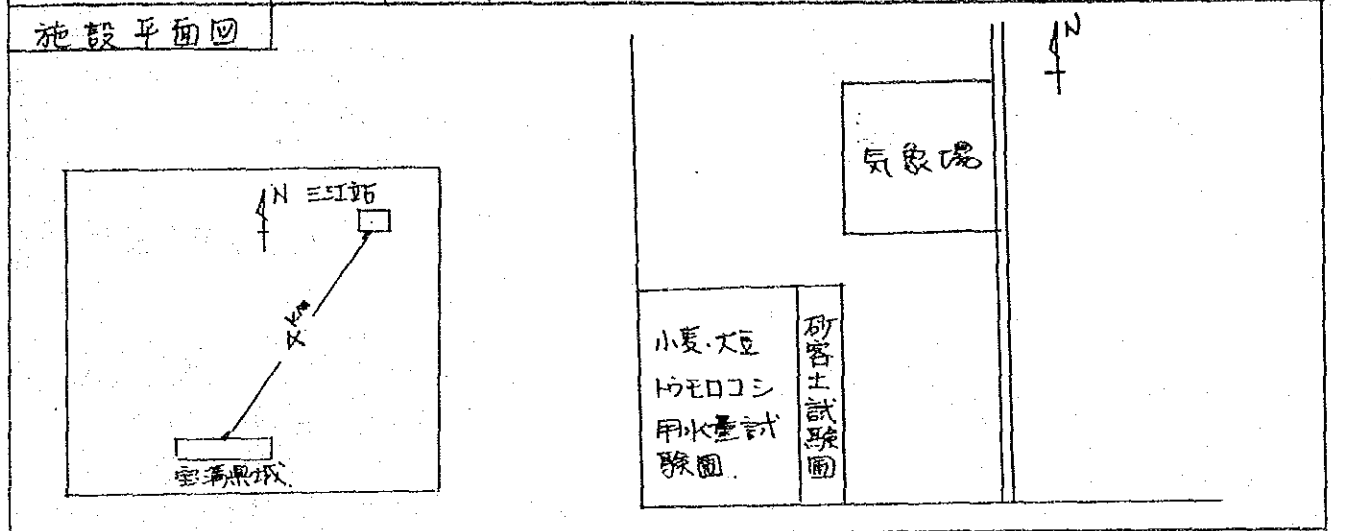 施設平面図
N
三江站
4km
宝清県城
N
気象場
小麦・大豆
トウモロコシ
用水量試
験圃
砂客土試験圃